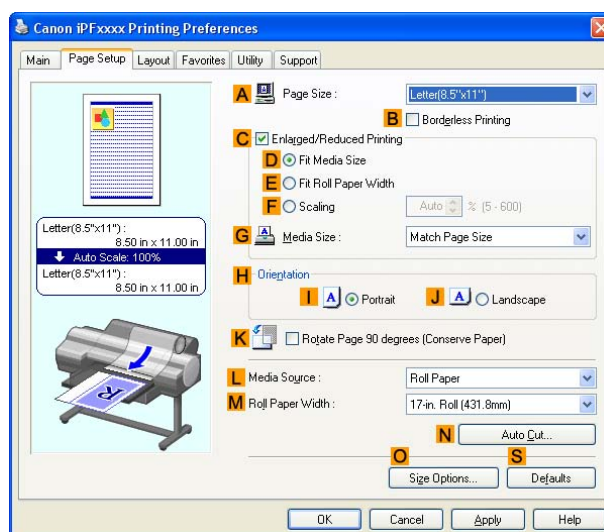 Canon iPFxxxx Printing Preferences
Main Page Setup Layout Favorites Utility Support
A Page Size : Letter(8.5"x11")
B Borderless Printing
C Enlarged/Reduced Printing
D Fit Media Size
E Fit Roll Paper Width
F Scaling Auto % (5 - 600)
Letter(8.5"x11") :
8.50 in x 11.00 in
Auto Scale: 100%
Letter(8.5"x11") :
8.50 in x 11.00 in
G A Media Size : Match Page Size
H Orientation
I A Portrait J A Landscape
K Rotate Page 90 degrees (Conserve Paper)
R
L Media Source : Roll Paper
M Roll Paper Width : 17-in. Roll (431.8mm)
N Auto Cut...
O S
Size Options... Defaults
OK Cancel Apply Help